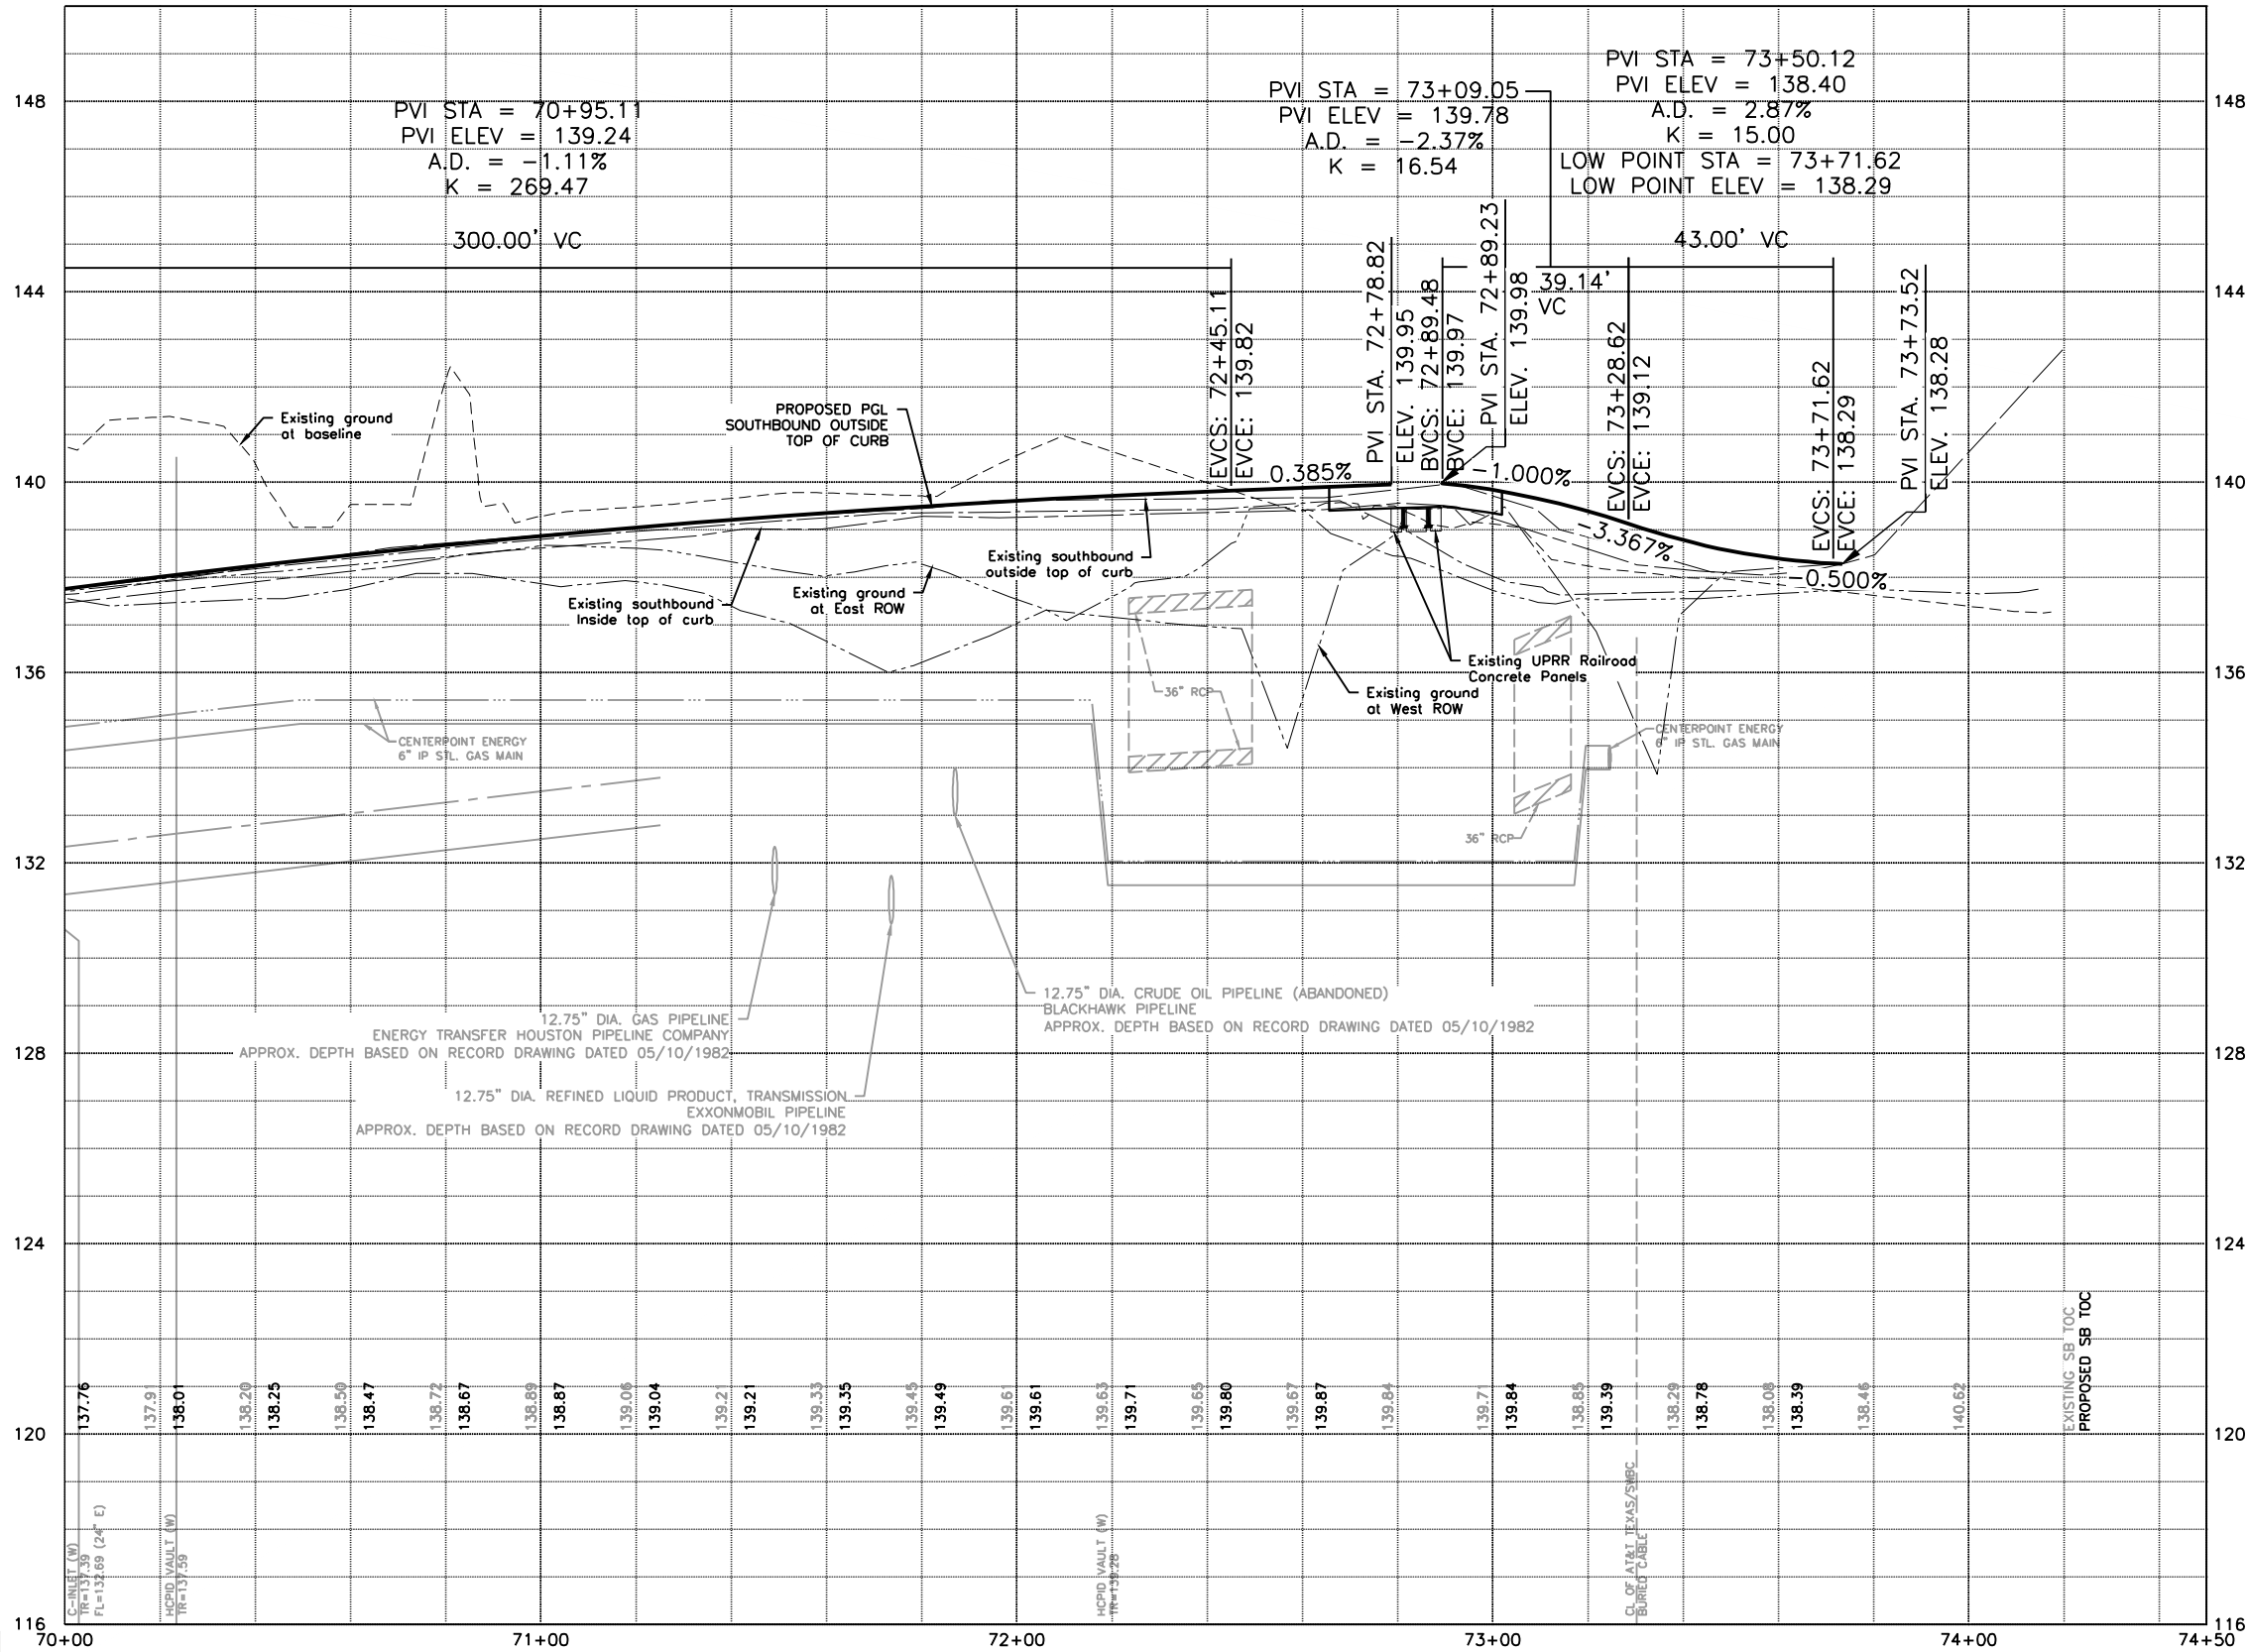 PVI STA = 70+95.11
PVI ELEV = 139.24
A.D. = -1.11%
K = 269.47
300.00' VC
PVI STA = 73+09.05
PVI ELEV = 139.78
A.D. = -2.37%
K = 16.54
PVI STA = 73+50.12
PVI ELEV = 138.40
A.D. = 2.87%
K = 15.00
LOW POINT STA = 73+71.62
LOW POINT ELEV = 138.29
43.00' VC
39.14'
VC
EVCS: 72+45.11
EVCE: 139.82
PVI STA. 72+78.82
ELEV. 139.95
BVCS: 72+89.48
BVCE: 139.97
PVI STA. 72+89.23
ELEV. 139.98
EVCS: 73+28.62
EVCE: 139.12
EVCS: 73+71.62
EVCE: 138.29
PVI STA. 73+73.52
ELEV. 138.28
148
144
140
136
132
128
124
120
116
148
144
140
136
132
128
124
120
116
Existing ground
at baseline
PROPOSED PGL
SOUTHBOUND OUTSIDE
TOP OF CURB
0.385%
-1.000%
-3.367%
-0.500%
Existing southbound
outside top of curb
Existing southbound
Inside top of curb
Existing ground
at East ROW
Existing UPRR Railroad
Concrete Panels
Existing ground
at West ROW
36" RCP
36" RCP
CENTERPOINT ENERGY
6" IP STL. GAS MAIN
CENTERPOINT ENERGY
6" IP STL. GAS MAIN
12.75" DIA. CRUDE OIL PIPELINE (ABANDONED)
BLACKHAWK PIPELINE
APPROX. DEPTH BASED ON RECORD DRAWING DATED 05/10/1982
12.75" DIA. GAS PIPELINE
ENERGY TRANSFER HOUSTON PIPELINE COMPANY
APPROX. DEPTH BASED ON RECORD DRAWING DATED 05/10/1982
12.75" DIA. REFINED LIQUID PRODUCT, TRANSMISSION
EXXONMOBIL PIPELINE
APPROX. DEPTH BASED ON RECORD DRAWING DATED 05/10/1982
137.76
137.91
138.01
138.20
138.25
138.50
138.47
138.72
138.67
138.89
138.87
139.06
139.04
139.21
139.21
139.33
139.35
139.45
139.49
139.61
139.61
139.63
139.71
139.65
139.80
139.67
139.87
139.84
139.71
139.84
138.85
139.39
138.29
138.78
138.08
138.39
138.46
140.62
EXISTING SB TOC
PROPOSED SB TOC
C-INLET (W)
TR=137.39
FL=132.69 (24" E)
HCPID VAULT (W)
TR=137.59
HCPID VAULT (W)
TR=139.28
CL OF AT&T TEXAS/SWBC
BURIED CABLE
70+00
71+00
72+00
73+00
74+00
74+50